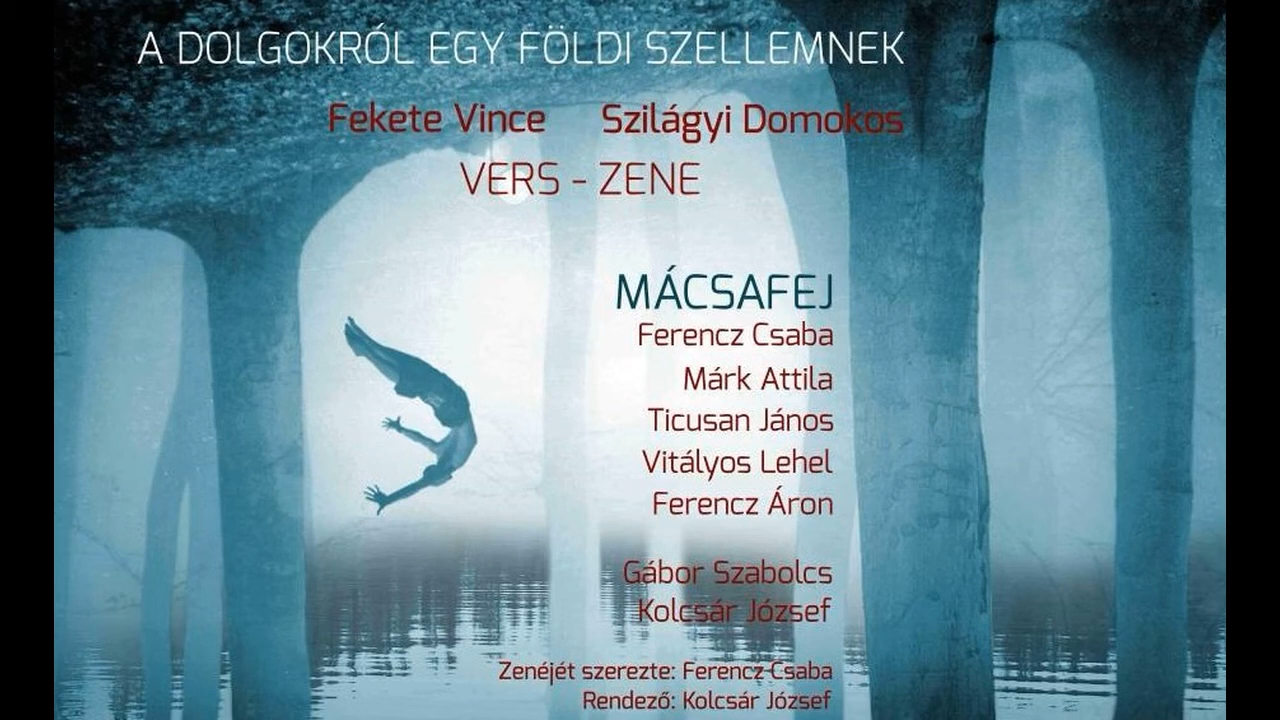 A DOLGOKRÓL EGY FÖLDI SZELLEMNEK
Fekete Vince Szilágyi Domokos
VERS - ZENE
MÁCSAFEJ
Ferencz Csaba
Márk Attila
Ticusan János
Vitályos Lehel
Ferencz Áron
Gábor Szabolcs
Kolcsár József
Zenéjét szerezte: Ferencz Csaba
Rendező: Kolcsár József